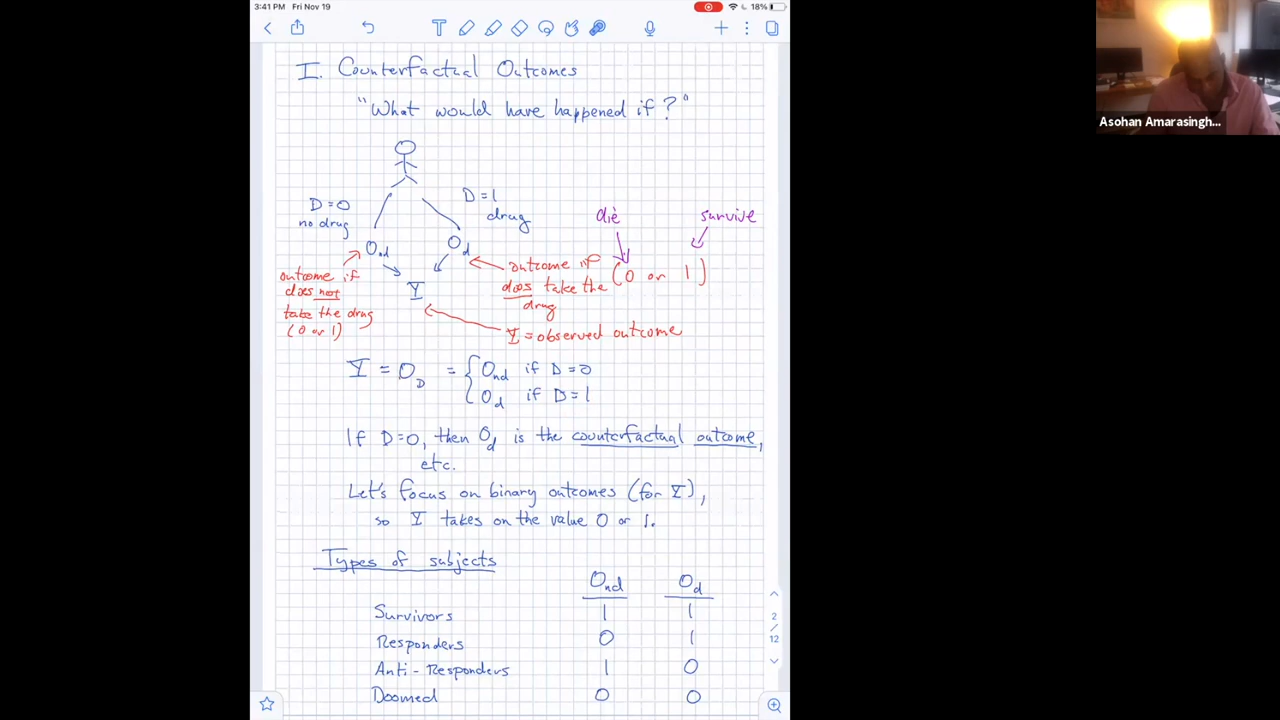 3:41 PM Fri Nov 19
18%
I. Counterfactual Outcomes
"What would have happened if?"
D=0
no drug
D=1
drug
die
survive
O_nd
O_d
outcome if
does not
take the drug
(0 or 1)
outcome if
does take the
drug
(0 or 1)
Y
Y = observed outcome
Y = O_D = { O_nd if D=0
O_d if D=1
If D=0, then O_d is the counterfactual outcome,
etc.
Let's focus on binary outcomes (for Y),
so Y takes on the value 0 or 1.
Types of subjects
O_nd O_d
Survivors 1 1
Responders 0 1
Anti-Responders 1 0
Doomed 0 0
2
/
12
Asohan Amarasingh...